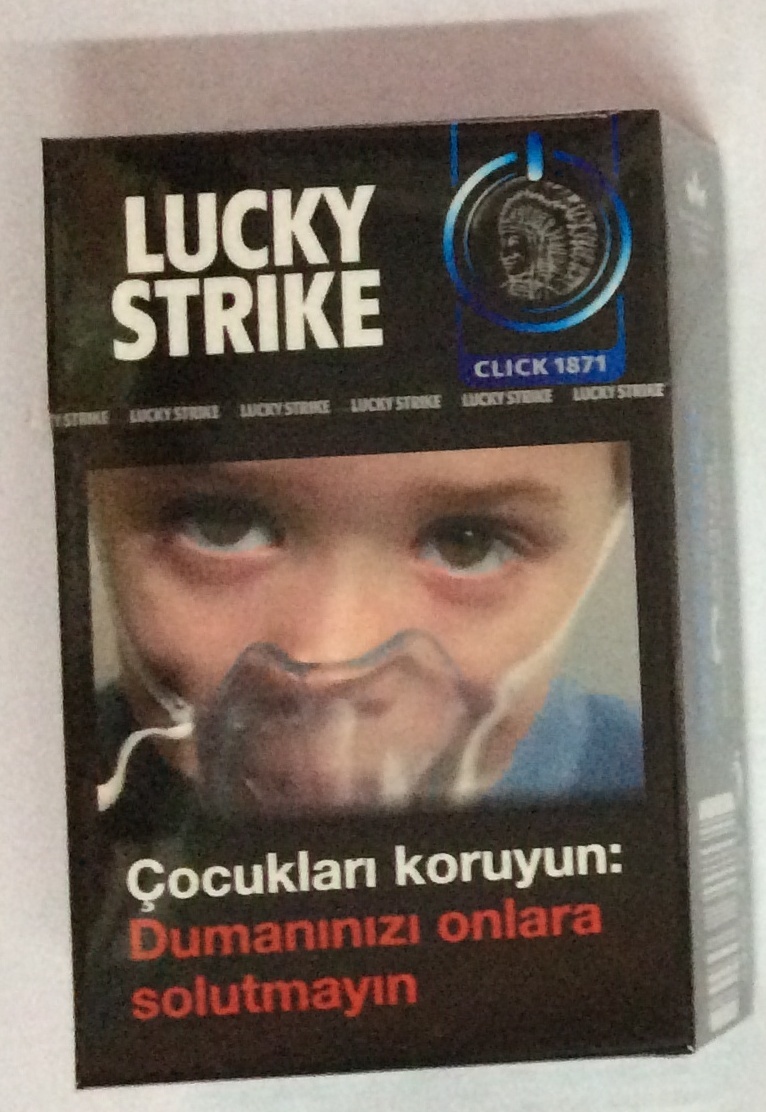 LUCKY
STRIKE
CLICK 1871
STRIKE LUCKY STRIKE LUCKY STRIKE LUCKY STRIKE LUCKY STRIKE LUCKY STRIKE
Çocukları koruyun:
Dumanınızı onlara
solutmayın